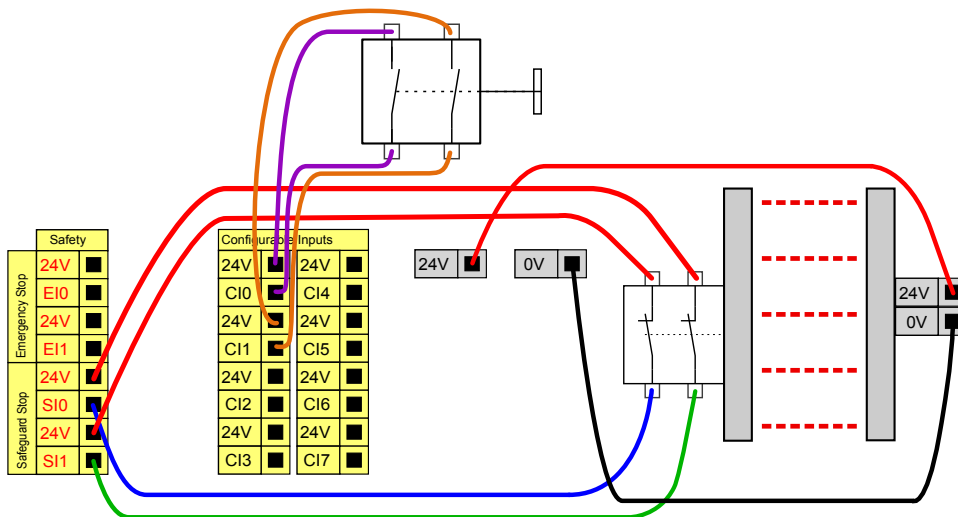 Safety
Emergency Stop
24V
EI0
24V
EI1
Safeguard Stop
24V
SI0
24V
SI1
Configurable Inputs
24V 24V
CI0 CI4
24V 24V
CI1 CI5
24V 24V
CI2 CI6
24V 24V
CI3 CI7
24V 0V
24V
0V